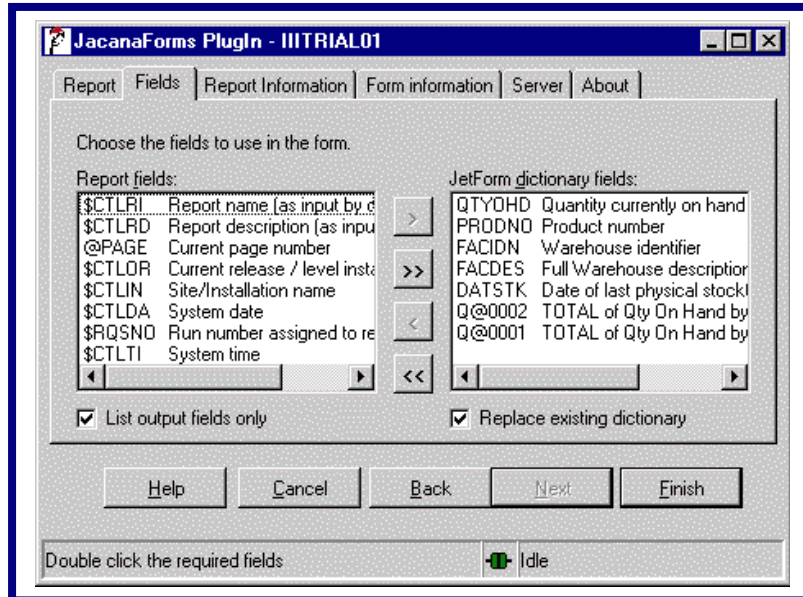 JacanaForms PlugIn - IIITRIAL01
Report Fields Report Information Form information Server About
Choose the fields to use in the form.
Report fields:
$CTLRI Report name (as input by d
$CTLRD Report description (as inpu
@PAGE Current page number
$CTLOR Current release / level insta
$CTLIN Site/Installation name
$CTLDA System date
$RQSNO Run number assigned to re
$CTLTI System time
List output fields only
>
>>
<
<<
JetForm dictionary fields:
QTYOHD Quantity currently on hand
PRODNO Product number
FACIDN Warehouse identifier
FACDES Full Warehouse description
DATSTK Date of last physical stock
Q@0002 TOTAL of Qty On Hand by
Q@0001 TOTAL of Qty On Hand by
Replace existing dictionary
Help Cancel Back Next Finish
Double click the required fields Idle